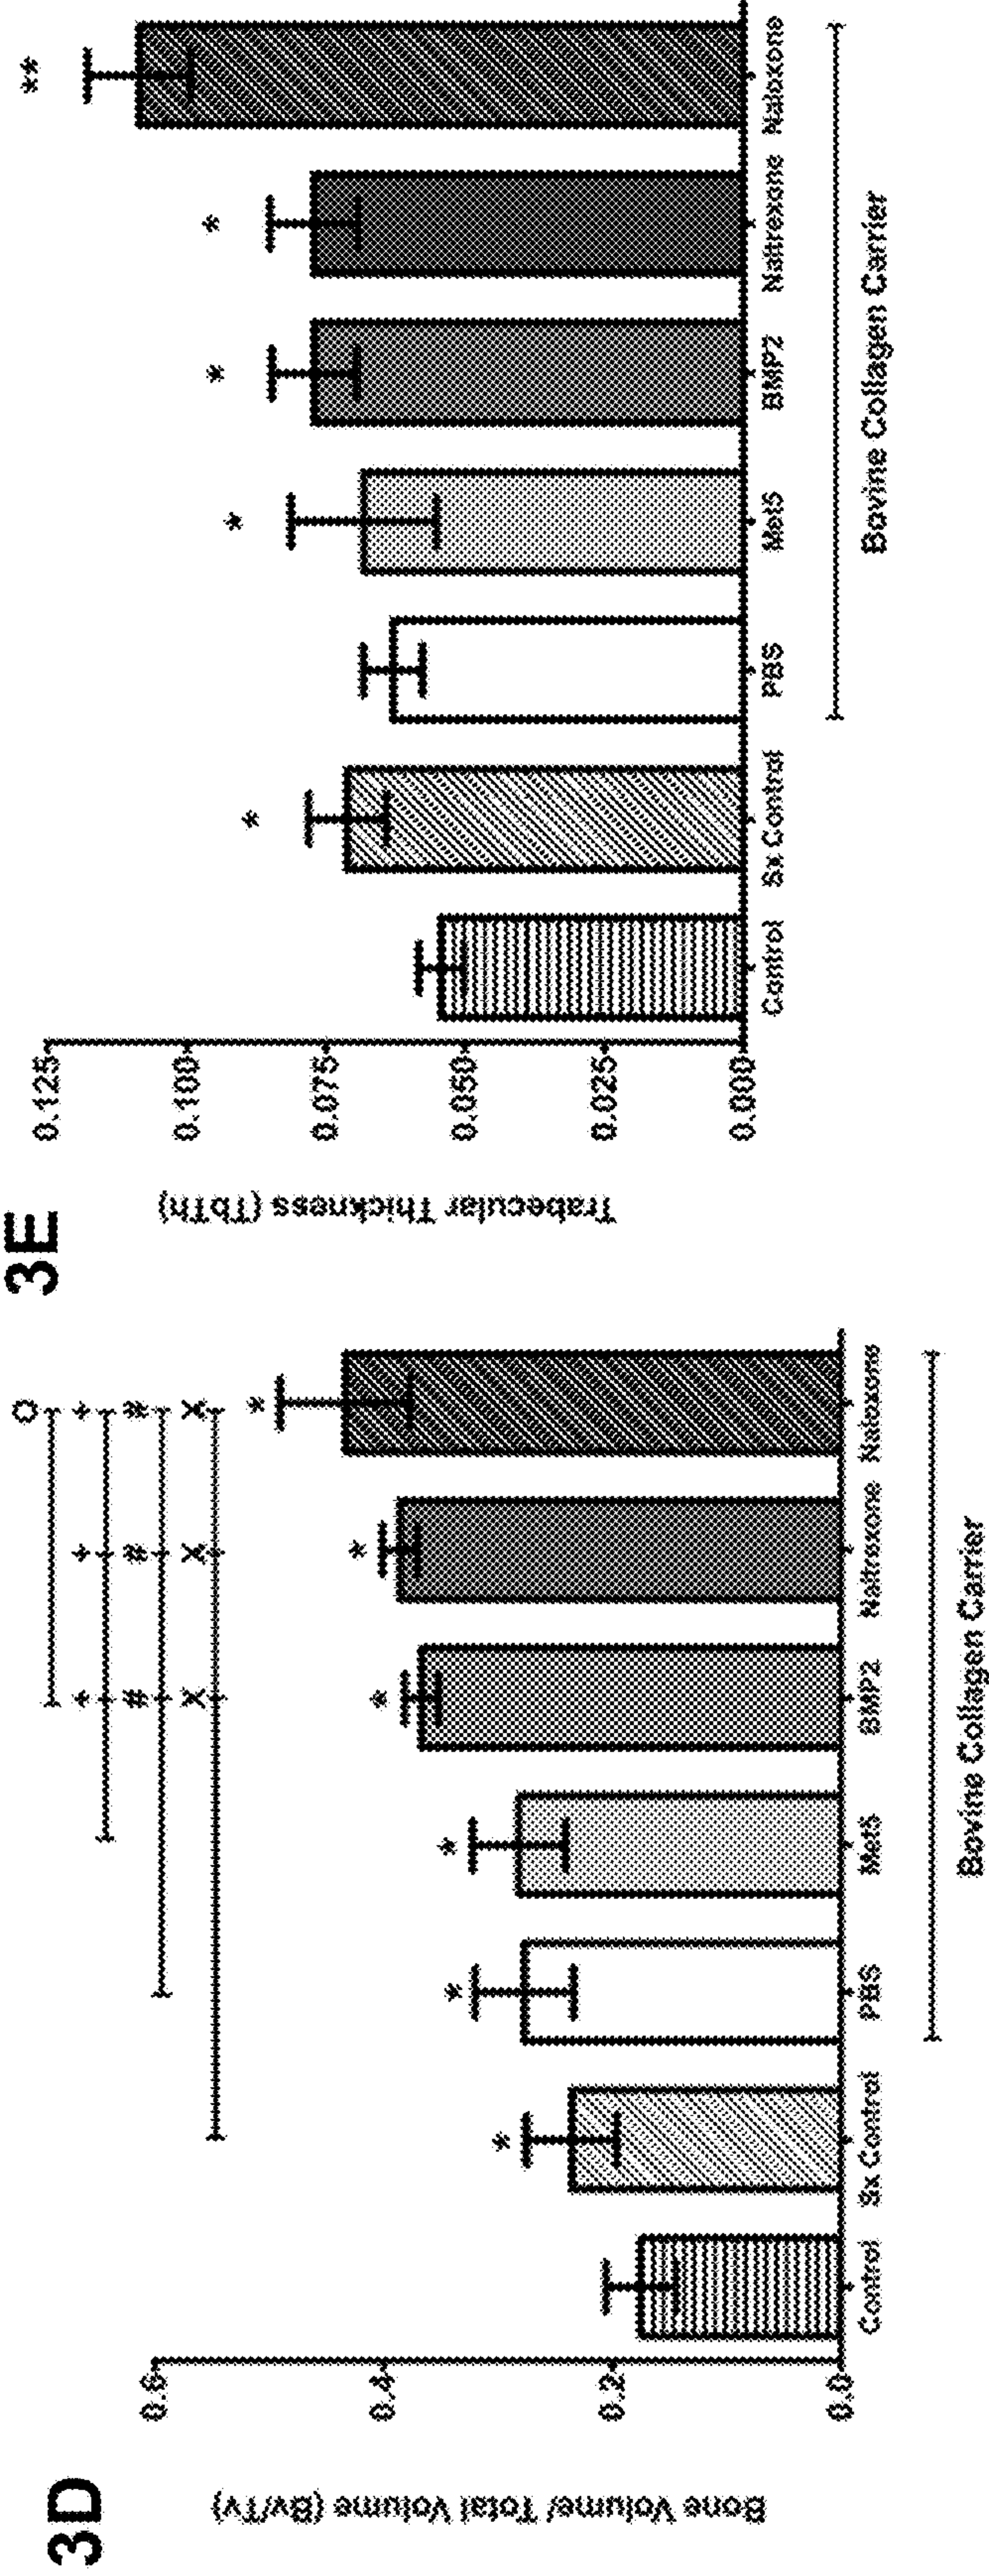 3D
Bone Volume/ Total Volume (Bv/Tv)
0.6
0.4
0.2
0.0
O
+ + +
# # #
X X X
* * * * * *
Control Sx Control PBS Met5 BMP2 Naltrexone Naloxone
Bovine Collagen Carrier
3E
Trabecular Thickness (TbTh)
0.125
0.100
0.075
0.050
0.025
0.000
* * * * **
Control Sx Control PBS Met5 BMP2 Naltrexone Naloxone
Bovine Collagen Carrier